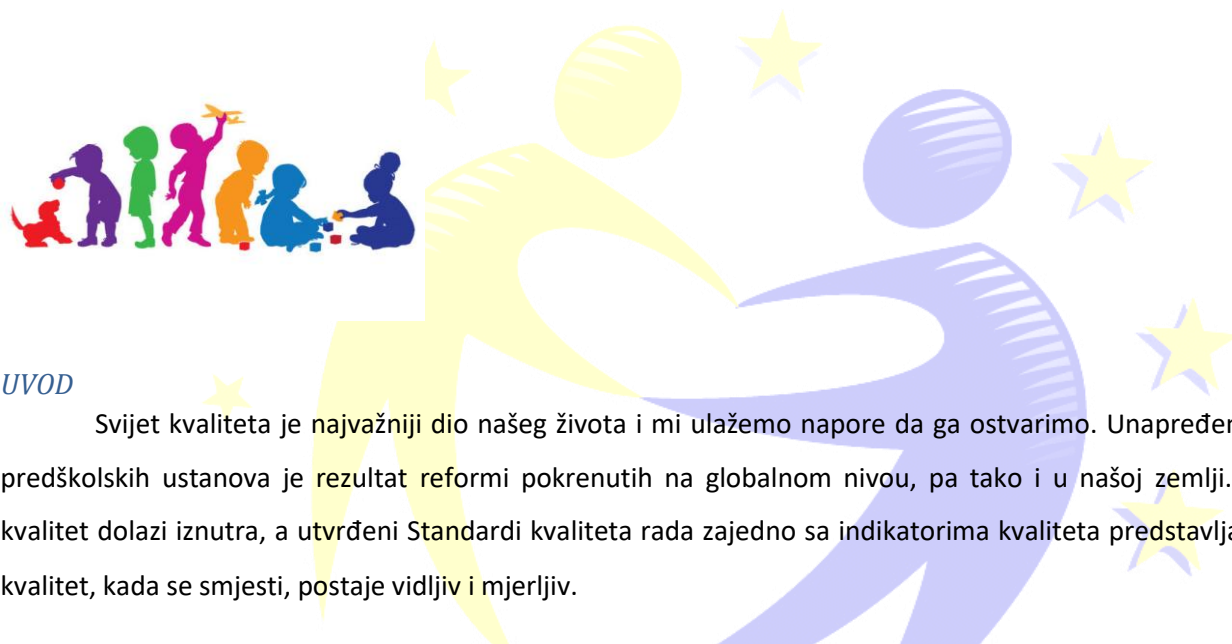 UVOD
Svijet kvaliteta je najvažniji dio našeg života i mi ulažemo napore da ga ostvarimo. Unapređen
predškolskih ustanova je rezultat reformi pokrenutih na globalnom nivou, pa tako i u našoj zemlji.
kvalitet dolazi iznutra, a utvrđeni Standardi kvaliteta rada zajedno sa indikatorima kvaliteta predstavlja
kvalitet, kada se smjesti, postaje vidljiv i mjerljiv.